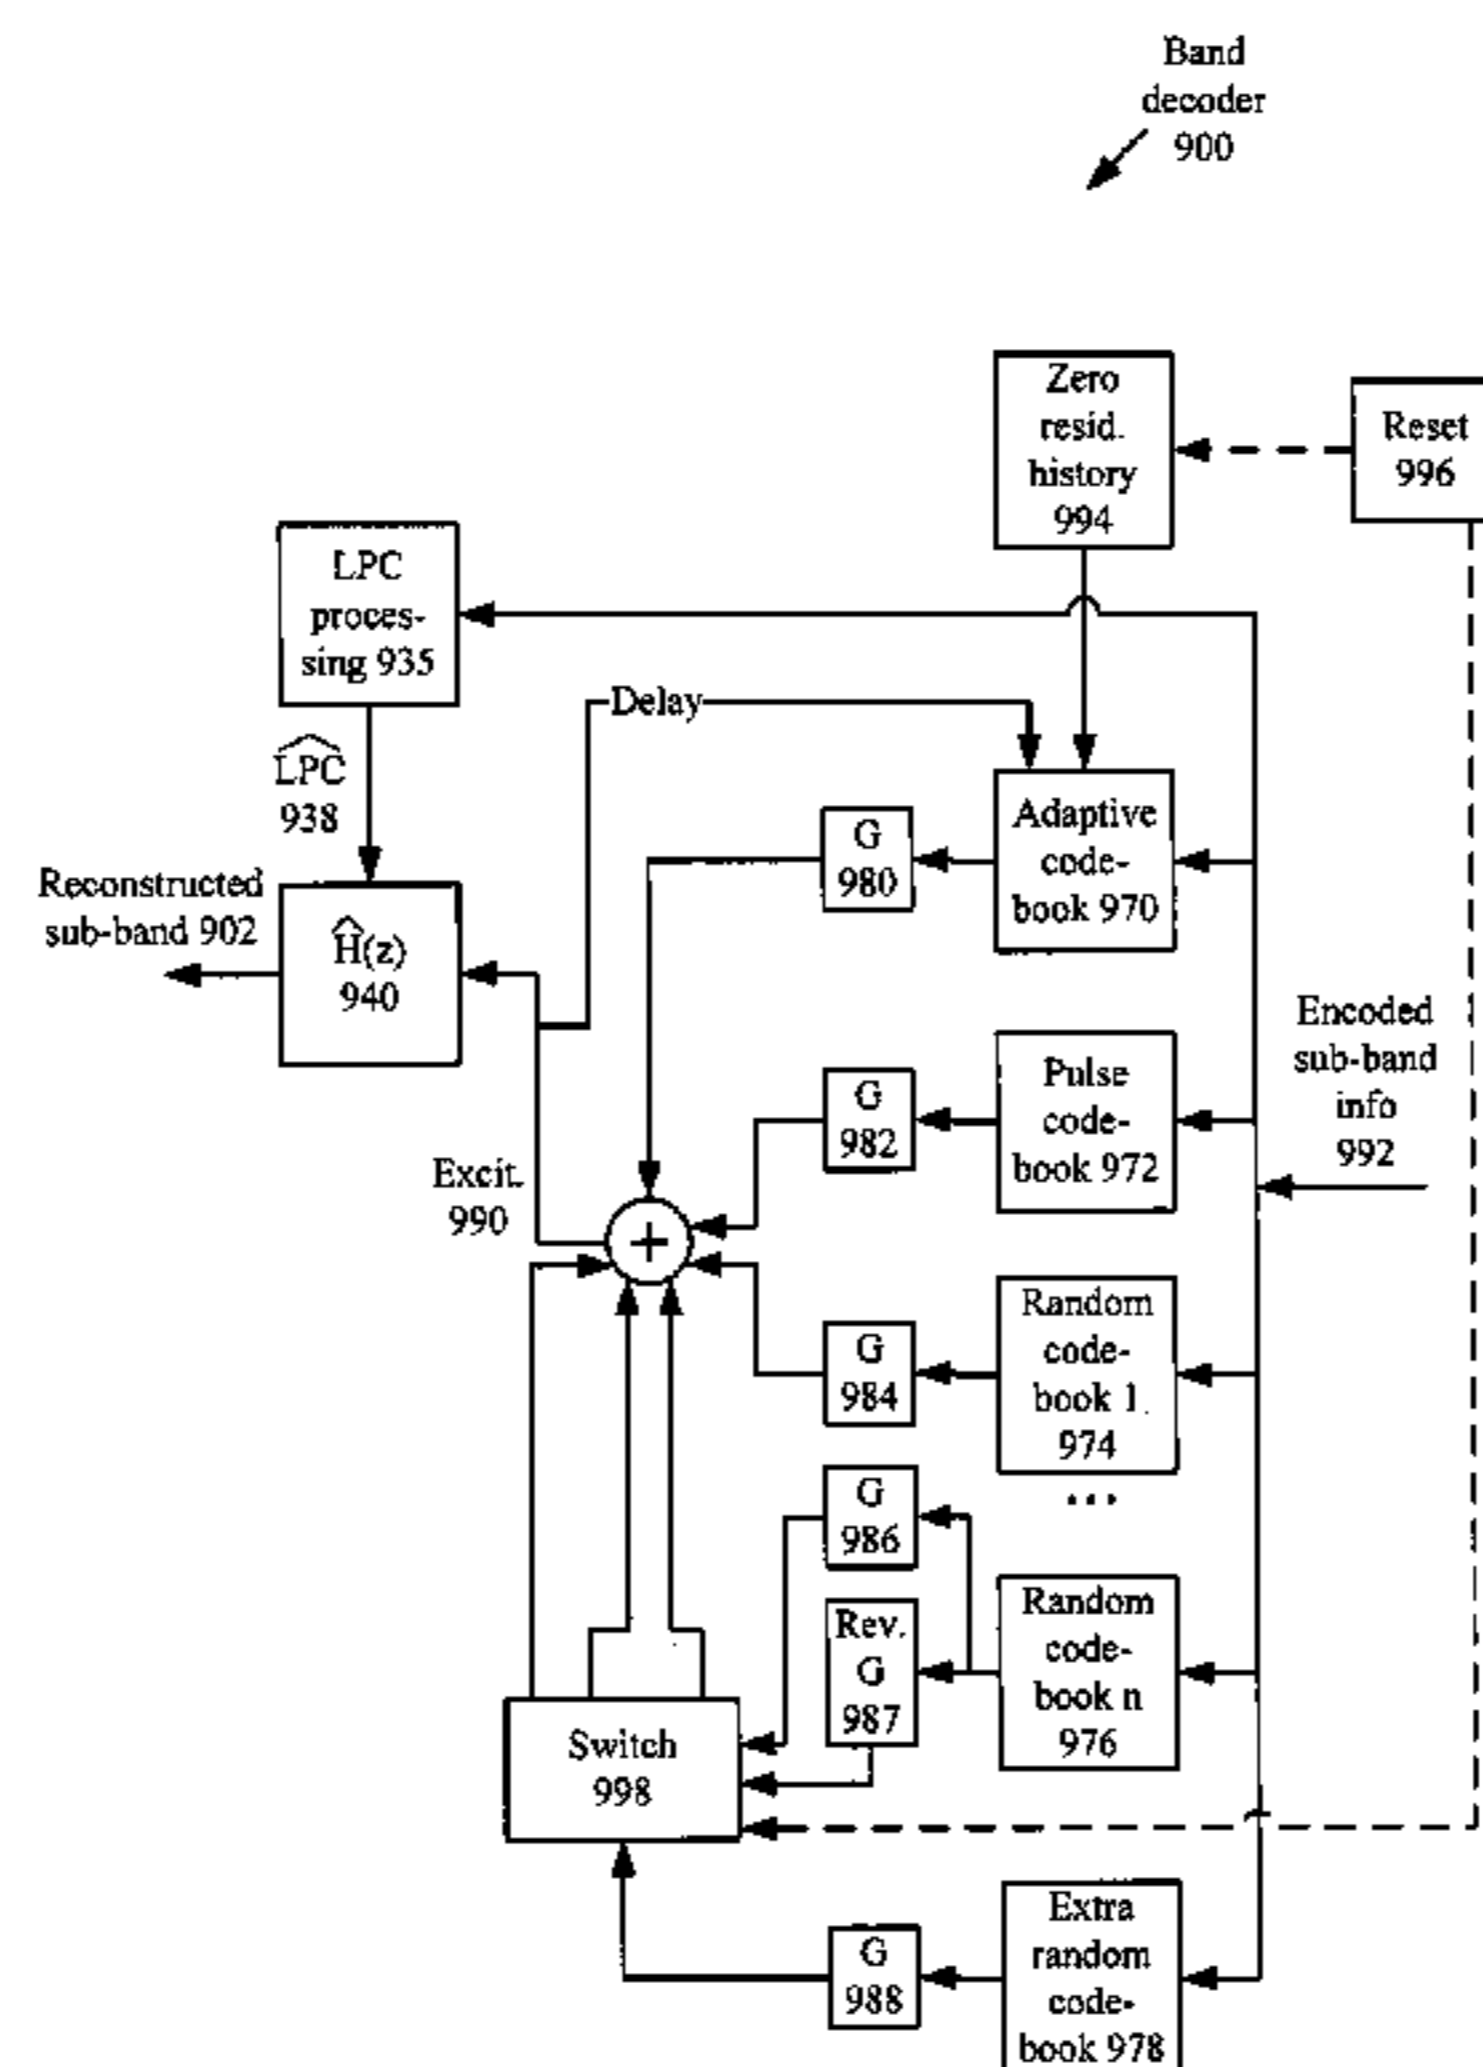 Band
decoder
900
Zero
resid.
history
994
Reset
996
LPC
proces-
sing 935
Delay
LPC
938
Adaptive
code-
book 970
G
980
Reconstructed
sub-band 902
Ĥ(z)
940
Encoded
sub-band
info
992
Pulse
code-
book 972
G
982
Excit.
990
+
Random
code-
book 1
974
G
984
...
G
986
Random
code-
book n
976
Rev.
G
987
Switch
998
Extra
random
code-
book 978
G
988